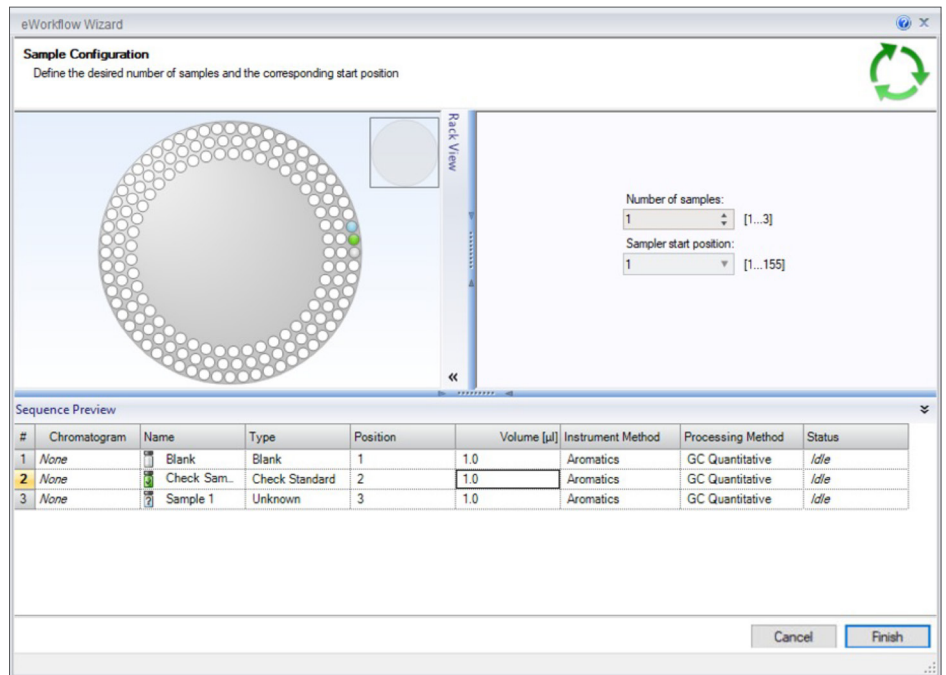 eWorkflow Wizard
Sample Configuration
Define the desired number of samples and the corresponding start position
Rack View
Number of samples:
1 [1...3]
Sampler start position:
1 [1...155]
«
Sequence Preview
# Chromatogram Name Type Position Volume [µl] Instrument Method Processing Method Status
1 None Blank Blank 1 1.0 Aromatics GC Quantitative Idle
2 None Check Sam... Check Standard 2 1.0 Aromatics GC Quantitative Idle
3 None Sample 1 Unknown 3 1.0 Aromatics GC Quantitative Idle
Cancel Finish